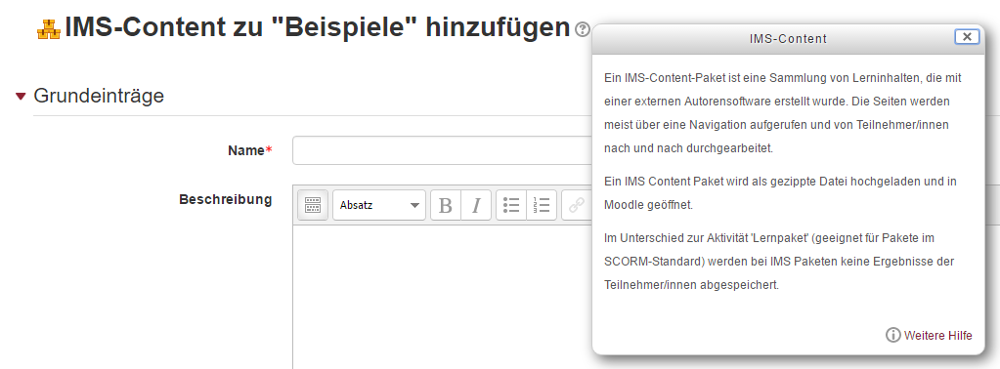 IMS-Content zu "Beispiele" hinzufügen
IMS-Content
Ein IMS-Content-Paket ist eine Sammlung von Lerninhalten, die mit
einer externen Autorensoftware erstellt wurde. Die Seiten werden
meist über eine Navigation aufgerufen und von Teilnehmer/innen
nach und nach durchgearbeitet.
Ein IMS Content Paket wird als gezippte Datei hochgeladen und in
Moodle geöffnet.
Im Unterschied zur Aktivität 'Lernpaket' (geeignet für Pakete im
SCORM-Standard) werden bei IMS Paketen keine Ergebnisse der
Teilnehmer/innen abgespeichert.
Weitere Hilfe
Grundeinträge
Name*
Beschreibung
Absatz
B I